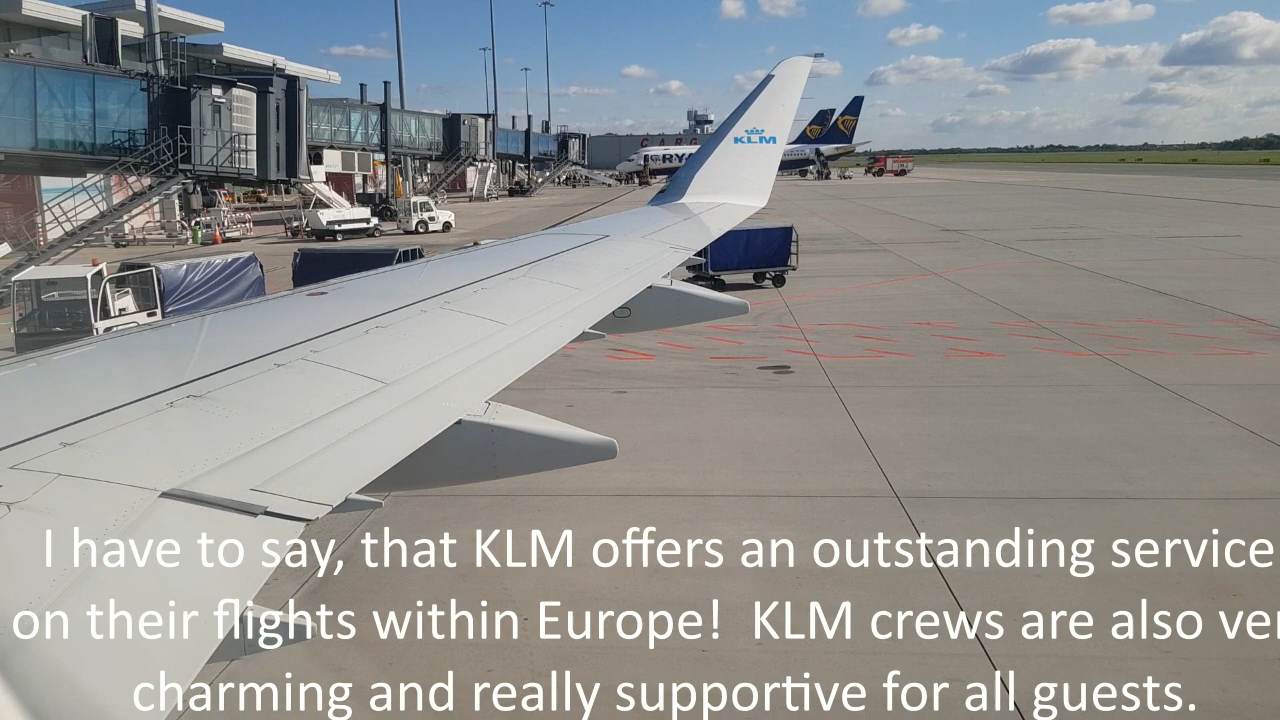 KLM
RYA
I have to say, that KLM offers an outstanding service
on their flights within Europe!  KLM crews are also ver
charming and really supportive for all guests.